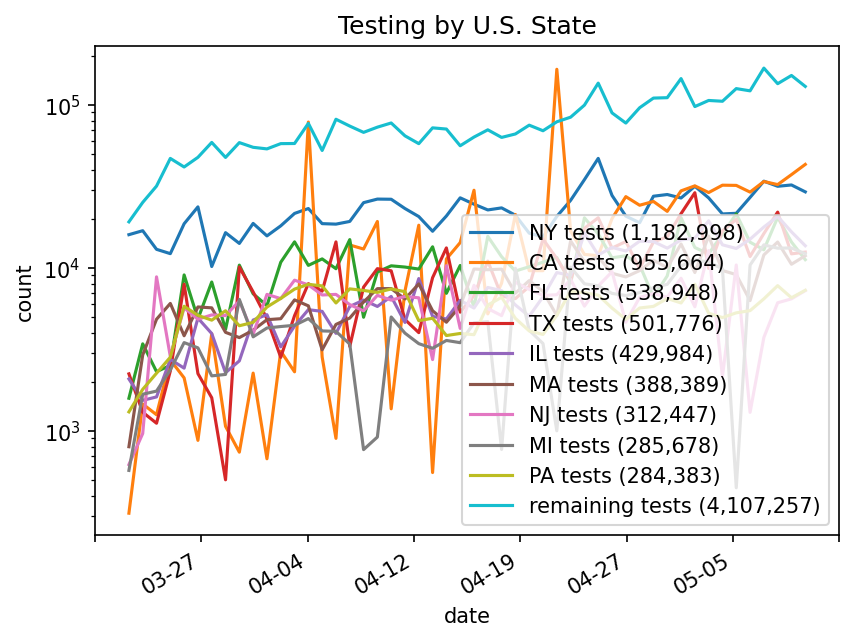 Testing by U.S. State
count
10^5
10^4
10^3
NY tests (1,182,998)
CA tests (955,664)
FL tests (538,948)
TX tests (501,776)
IL tests (429,984)
MA tests (388,389)
NJ tests (312,447)
MI tests (285,678)
PA tests (284,383)
remaining tests (4,107,257)
03-27
04-04
04-12
04-19
04-27
05-05
date